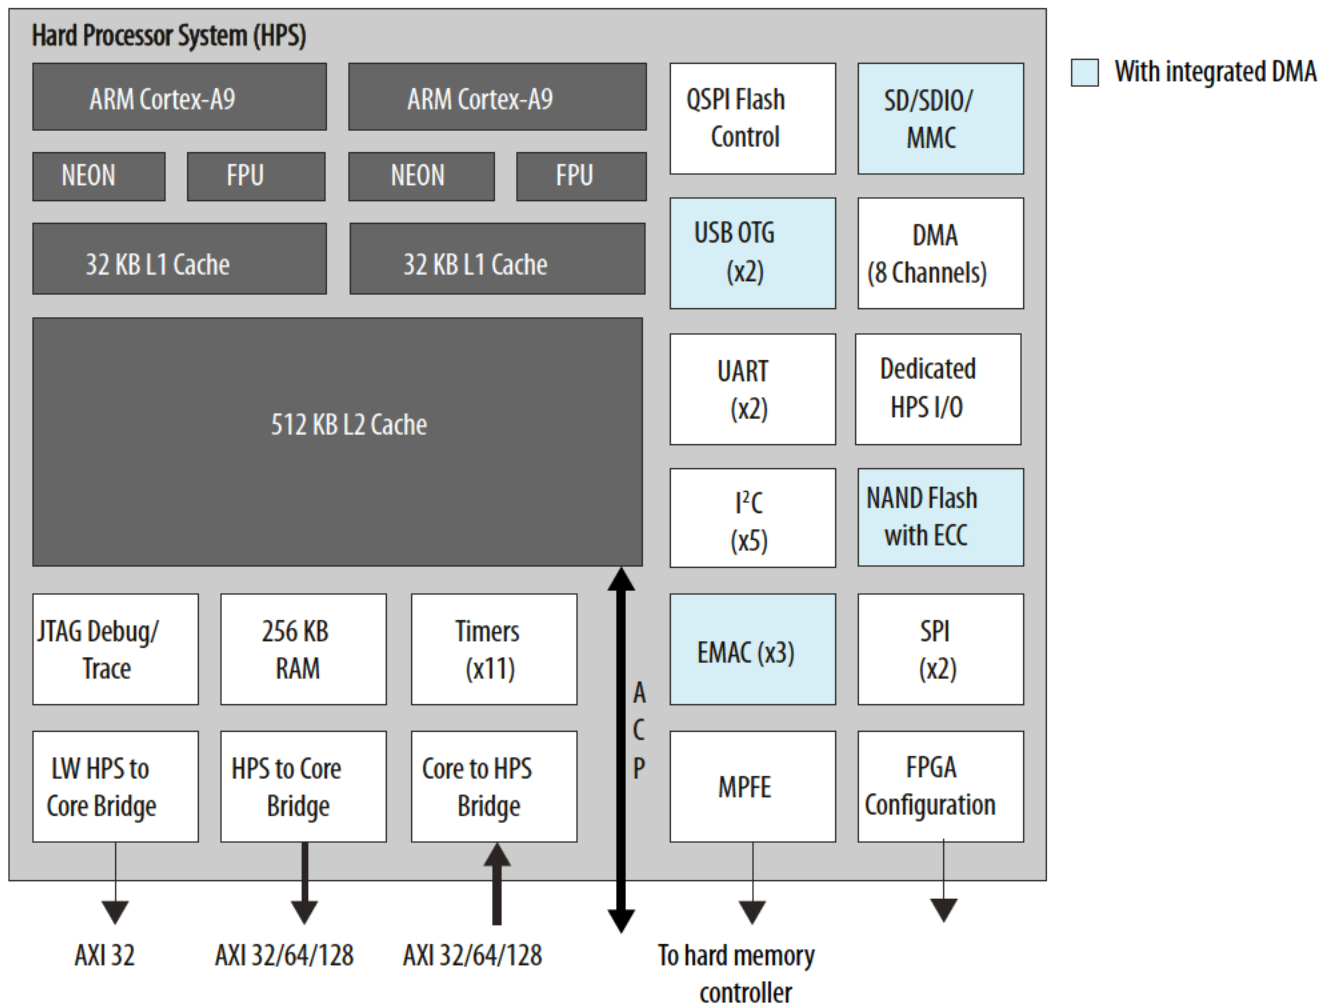 Hard Processor System (HPS)
With integrated DMA
ARM Cortex-A9
ARM Cortex-A9
NEON
FPU
NEON
FPU
32 KB L1 Cache
32 KB L1 Cache
512 KB L2 Cache
JTAG Debug/
Trace
256 KB
RAM
Timers
(x11)
LW HPS to
Core Bridge
HPS to Core
Bridge
Core to HPS
Bridge
A
C
P
QSPI Flash
Control
SD/SDIO/
MMC
USB OTG
(x2)
DMA
(8 Channels)
UART
(x2)
Dedicated
HPS I/O
I²C
(x5)
NAND Flash
with ECC
EMAC (x3)
SPI
(x2)
MPFE
FPGA
Configuration
AXI 32
AXI 32/64/128
AXI 32/64/128
To hard memory
controller